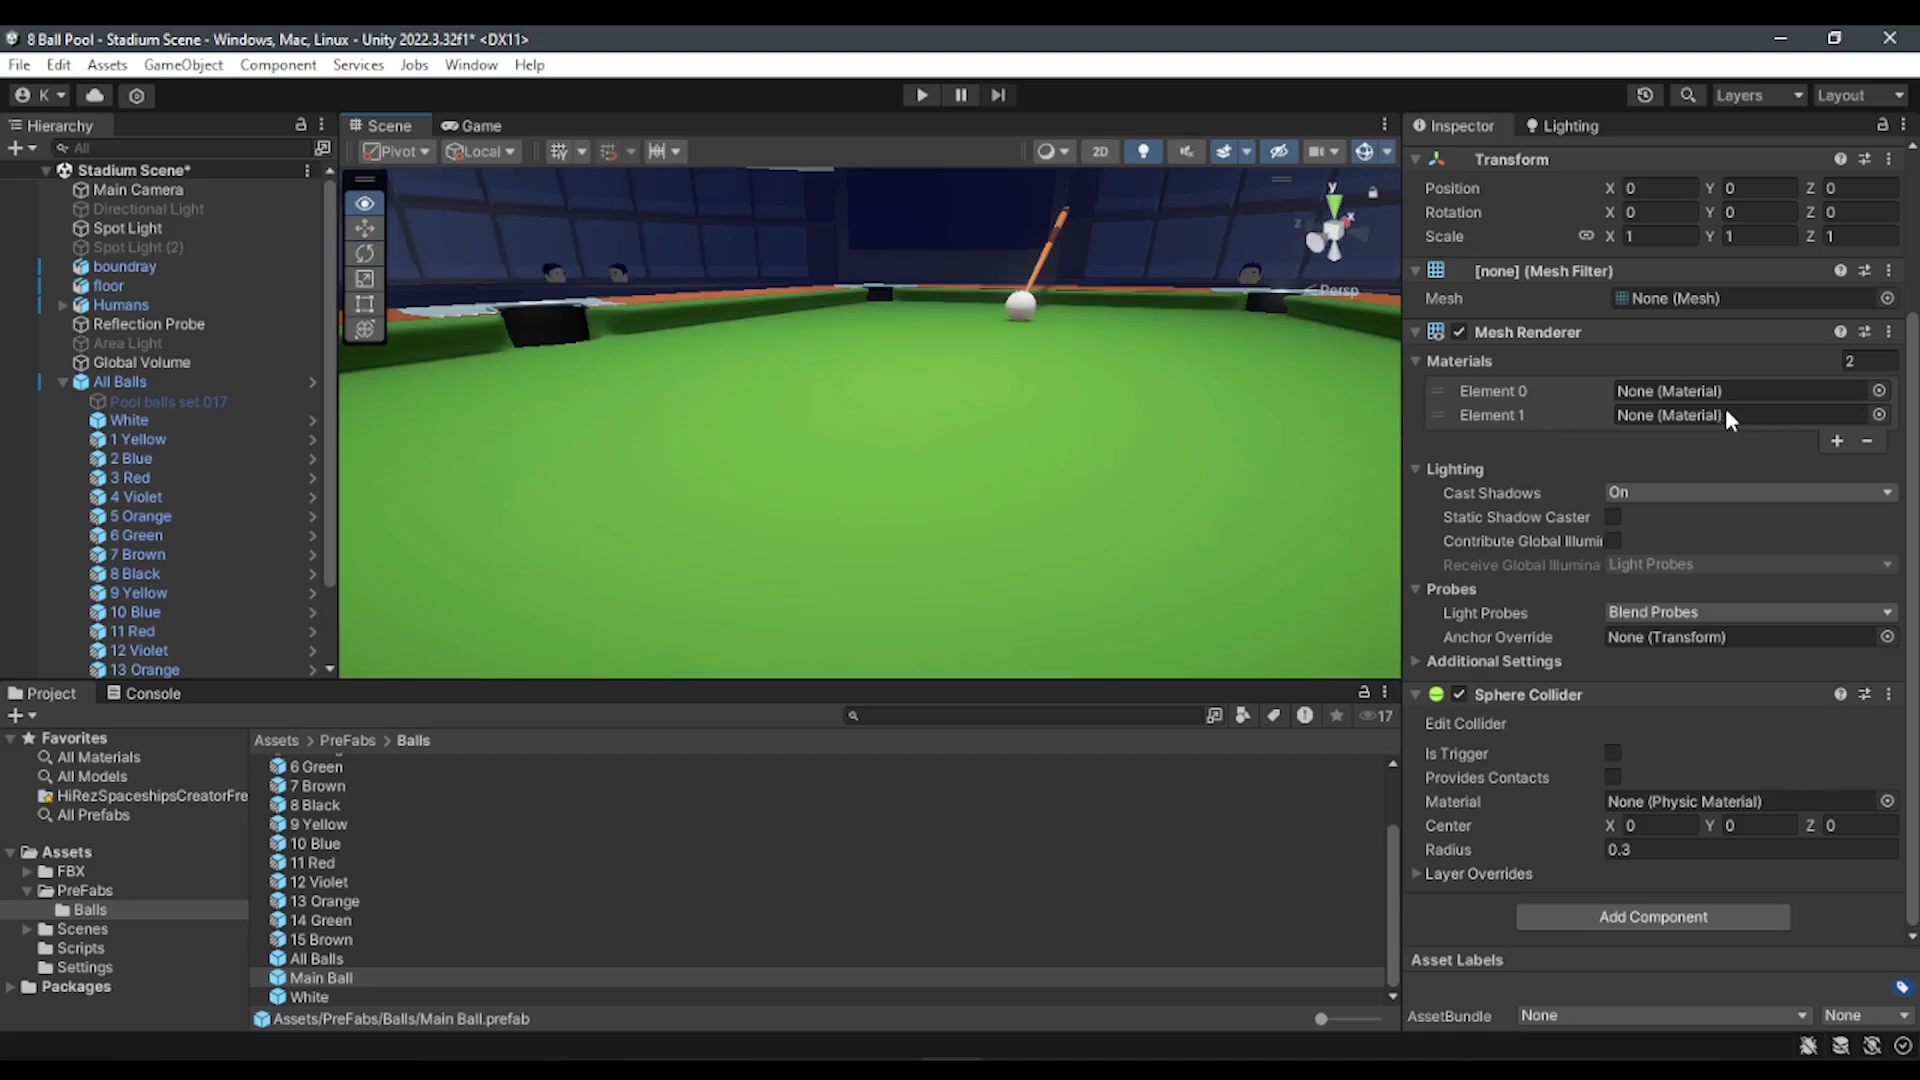 8 Ball Pool - Stadium Scene - Windows, Mac, Linux - Unity 2022.3.32f1* <DX11>
File Edit Assets GameObject Component Services Jobs Window Help
K
Layers Layout
Hierarchy
All
Stadium Scene*
Main Camera
Directional Light
Spot Light
Spot Light (2)
boundray
floor
Humans
Reflection Probe
Area Light
Global Volume
All Balls
Pool balls set.017
White
1 Yellow
2 Blue
3 Red
4 Violet
5 Orange
6 Green
7 Brown
8 Black
9 Yellow
10 Blue
11 Red
12 Violet
13 Orange
Scene Game
Pivot Local 2D
y
x
z
Persp
Inspector Lighting
Transform
Position X 0 Y 0 Z 0
Rotation X 0 Y 0 Z 0
Scale X 1 Y 1 Z 1
[none] (Mesh Filter)
Mesh None (Mesh)
Mesh Renderer
Materials 2
Element 0 None (Material)
Element 1 None (Material)
Lighting
Cast Shadows On
Static Shadow Caster
Contribute Global Illumi
Receive Global Illumina Light Probes
Probes
Light Probes Blend Probes
Anchor Override None (Transform)
Additional Settings
Sphere Collider
Edit Collider
Is Trigger
Provides Contacts
Material None (Physic Material)
Center X 0 Y 0 Z 0
Radius 0.3
Layer Overrides
Add Component
Asset Labels
AssetBundle None None
Project Console
17
Favorites
All Materials
All Models
HiRezSpaceshipsCreatorFre
All Prefabs
Assets
FBX
PreFabs
Balls
Scenes
Scripts
Settings
Packages
Assets > PreFabs > Balls
6 Green
7 Brown
8 Black
9 Yellow
10 Blue
11 Red
12 Violet
13 Orange
14 Green
15 Brown
All Balls
Main Ball
White
Assets/PreFabs/Balls/Main Ball.prefab